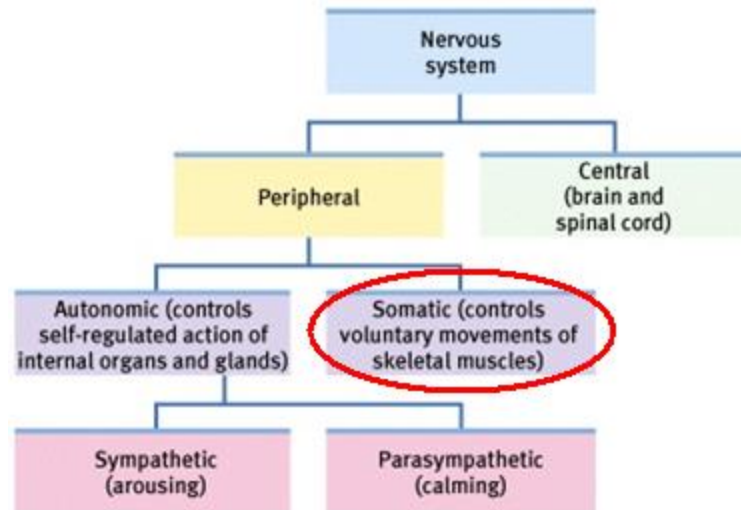 Nervous
system
Peripheral
Central
(brain and
spinal cord)
Autonomic (controls
self-regulated action of
internal organs and glands)
Somatic (controls
voluntary movements of
skeletal muscles)
Sympathetic
(arousing)
Parasympathetic
(calming)